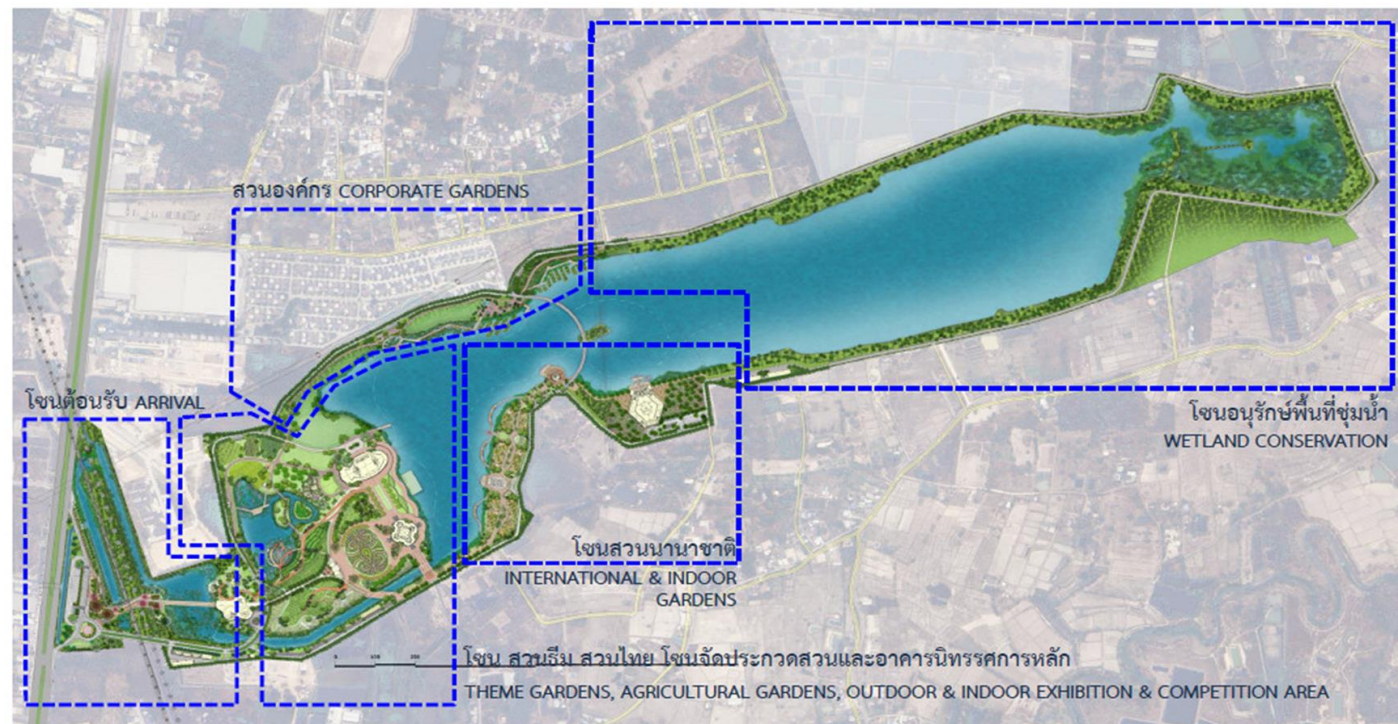 สวนองค์กร CORPORATE GARDENS
โซนต้อนรับ ARRIVAL
โซนอนุรักษ์พื้นที่ชุ่มน้ำ
WETLAND CONSERVATION
โซนสวนนานาชาติ
INTERNATIONAL & INDOOR
GARDENS
โซน สวนธีม สวนไทย โซนจัดประกวดสวนและอาคารนิทรรศการหลัก
THEME GARDENS, AGRICULTURAL GARDENS, OUTDOOR & INDOOR EXHIBITION & COMPETITION AREA